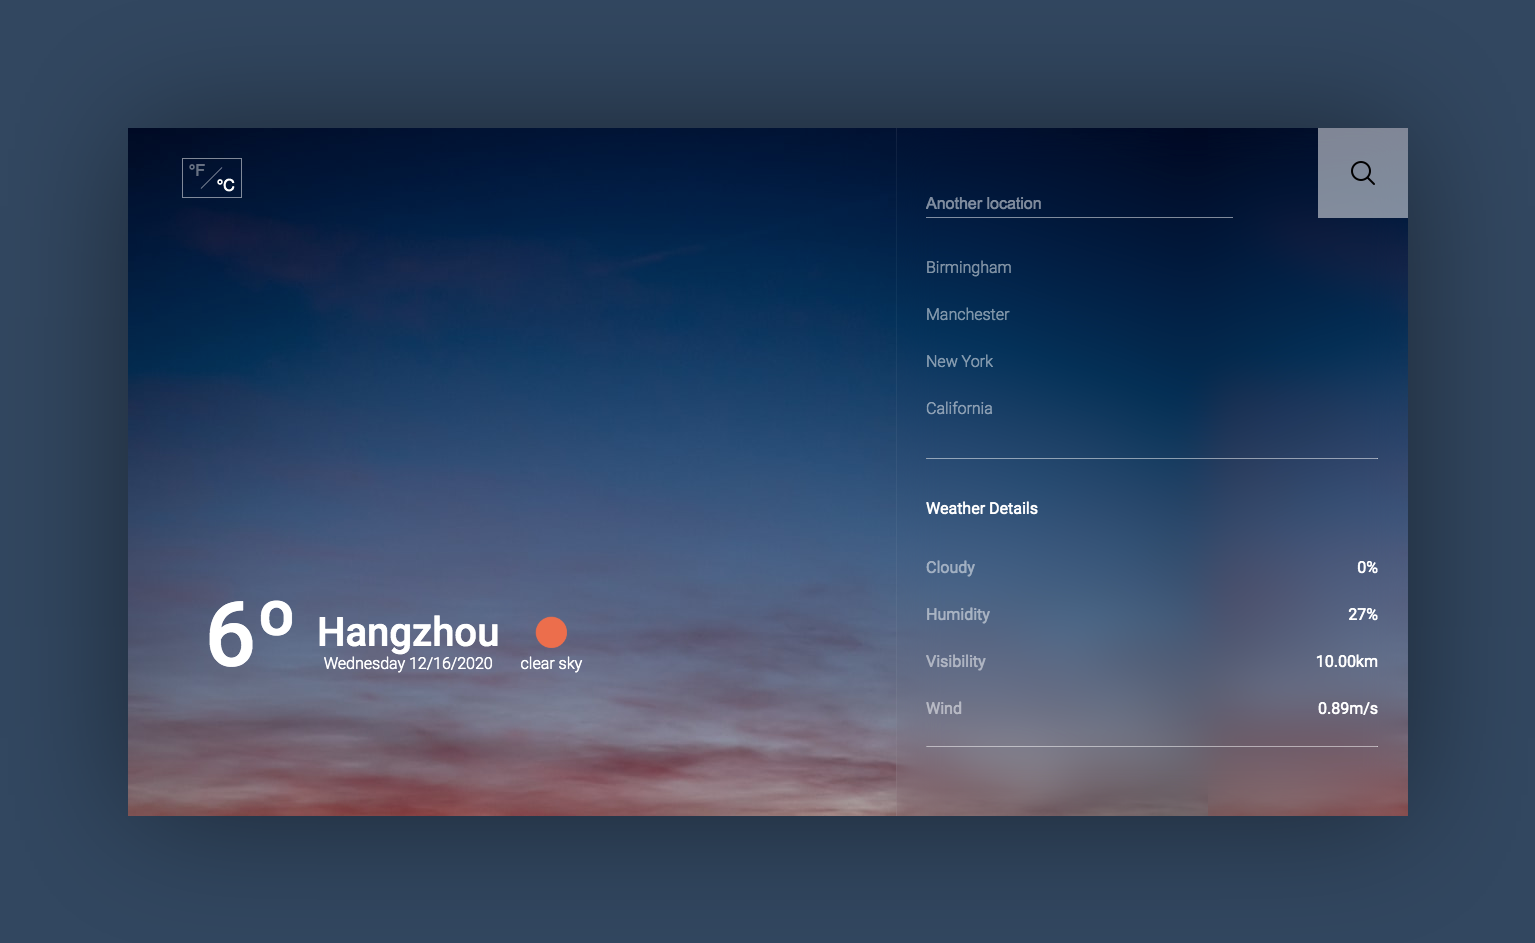 °F
°C
Another location
Birmingham
Manchester
New York
California
Weather Details
Cloudy 0%
Humidity 27%
Visibility 10.00km
Wind 0.89m/s
6°
Hangzhou
Wednesday 12/16/2020
clear sky